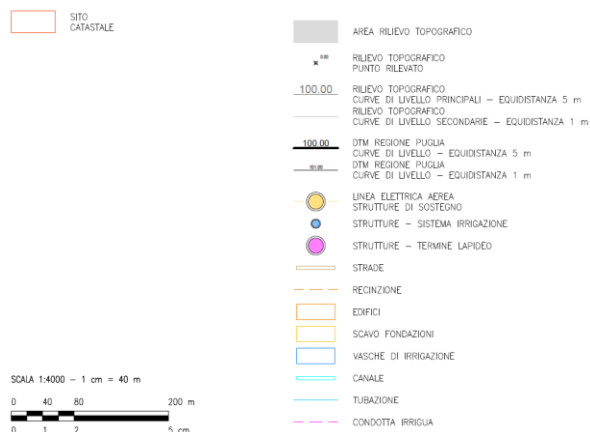 SITO
CATASTALE
AREA RILIEVO TOPOGRAFICO
0.00
RILIEVO TOPOGRAFICO
PUNTO RILEVATO
100.00
RILIEVO TOPOGRAFICO
CURVE DI LIVELLO PRINCIPALI – EQUIDISTANZA 5 m
RILIEVO TOPOGRAFICO
CURVE DI LIVELLO SECONDARIE – EQUIDISTANZA 1 m
100.00
DTM REGIONE PUGLIA
CURVE DI LIVELLO – EQUIDISTANZA 5 m
101.00
DTM REGIONE PUGLIA
CURVE DI LIVELLO – EQUIDISTANZA 1 m
LINEA ELETTRICA AEREA
STRUTTURE DI SOSTEGNO
STRUTTURE – SISTEMA IRRIGAZIONE
STRUTTURE – TERMINE LAPIDEO
STRADE
RECINZIONE
EDIFICI
SCAVO FONDAZIONI
VASCHE DI IRRIGAZIONE
CANALE
TUBAZIONE
CONDOTTA IRRIGUA
SCALA 1:4000 – 1 cm = 40 m
0 40 80 200 m
0 1 2 5 cm